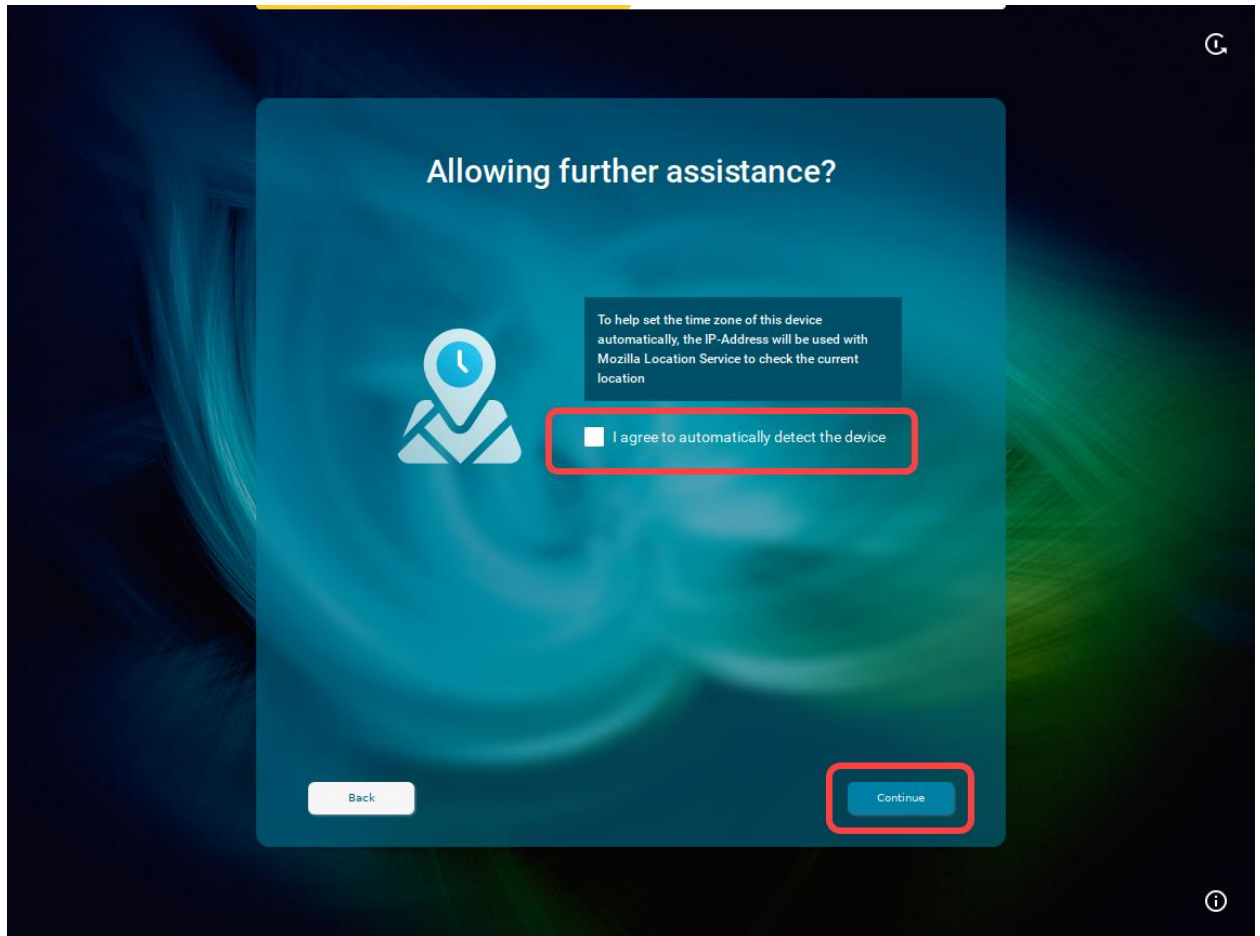 Allowing further assistance?
To help set the time zone of this device
automatically, the IP-Address will be used with
Mozilla Location Service to check the current
location
I agree to automatically detect the device
Back
Continue